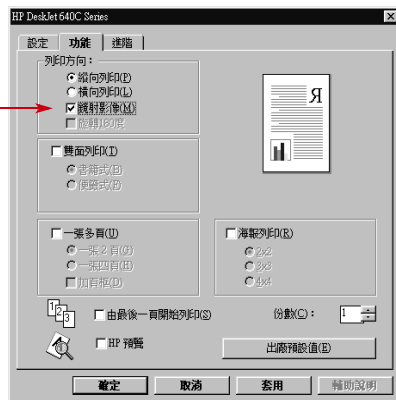 HP DeskJet 640C Series
設定 功能 進階
列印方向：
縱向列印(P)
橫向列印(L)
鏡射影像(M)
旋轉180度
R
雙面列印(I)
書籍式(B)
便籤式(F)
一張多頁(U)
一張2頁(G)
一張四頁(H)
加頁框(D)
海報列印(R)
2x2
3x3
4x4
1 2 3
由最後一頁開始列印(S)
份數(C)： 1
HP 預覽
出廠預設值(E)
確定 取消 套用 輔助說明